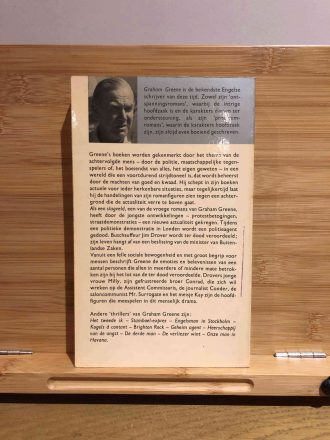 Graham Greene is de bekendste Engelse
schrijver van deze tijd. Zowel zijn 'ont-
spanningsromans', waarbij de intrige
hoofdzaak is en de karakters dienen ter
ondersteuning, als zijn
romans', waarin de karakters hoofdzaak
zijn, zijn altijd even boeiend geschreven.
Greene's boeken worden gekenmerkt door het thema van de
achtervolgde mens – door de politie, maatschappelijke tegen-
spelers of, het boeiendst van alles, het eigen geweten – in een
wereld die een voortdurend strijdtoneel is, dat wordt beheerst
door de machten van goed en kwaad. Hij schept in zijn boeken
actuele voor ieder herkenbare situaties, maar tegelijkertijd laat
hij de handelingen van zijn romanfiguren zien tegen een achter-
grond die de actualiteit verre te boven gaat.
Als een slagveld, een van de vroege romans van Graham Greene,
heeft door de jongste ontwikkelingen – protestbetogingen,
straatdemonstraties – een nieuwe actualiteit gekregen. Tijdens
een politieke demonstratie in Londen wordt een politieagent
gedood. Buschauffeur Jim Drover wordt ter dood veroordeeld;
zijn leven hangt af van een beslissing van de minister van Buiten-
landse Zaken.
Vanuit een felle sociale bewogenheid en met groot begrip voor
mensen beschrijft Greene de emoties en belevenissen van een
aantal personen die allen in meerdere of mindere mate betrok-
ken zijn bij het lot van de ter dood veroordeelde. Drovers jonge
vrouw Milly, zijn gefrustreerde broer Conrad, die zich wil
wreken op de Assistent Commissaris, de journalist Conder, de
saloncommunist Mr. Surrogate en het meisje Kay zijn de hoofd-
figuren die meespelen in dit menselijk drama.
Andere 'thrillers' van Graham Greene zijn:
Het tweede ik – Stamboel-expres – Engelsman in Stockholm –
Kogels à contant – Brighton Rock – Geheim agent – Heerschappij
van de angst – De derde man – De verliezer wint – Onze man in
Havana.